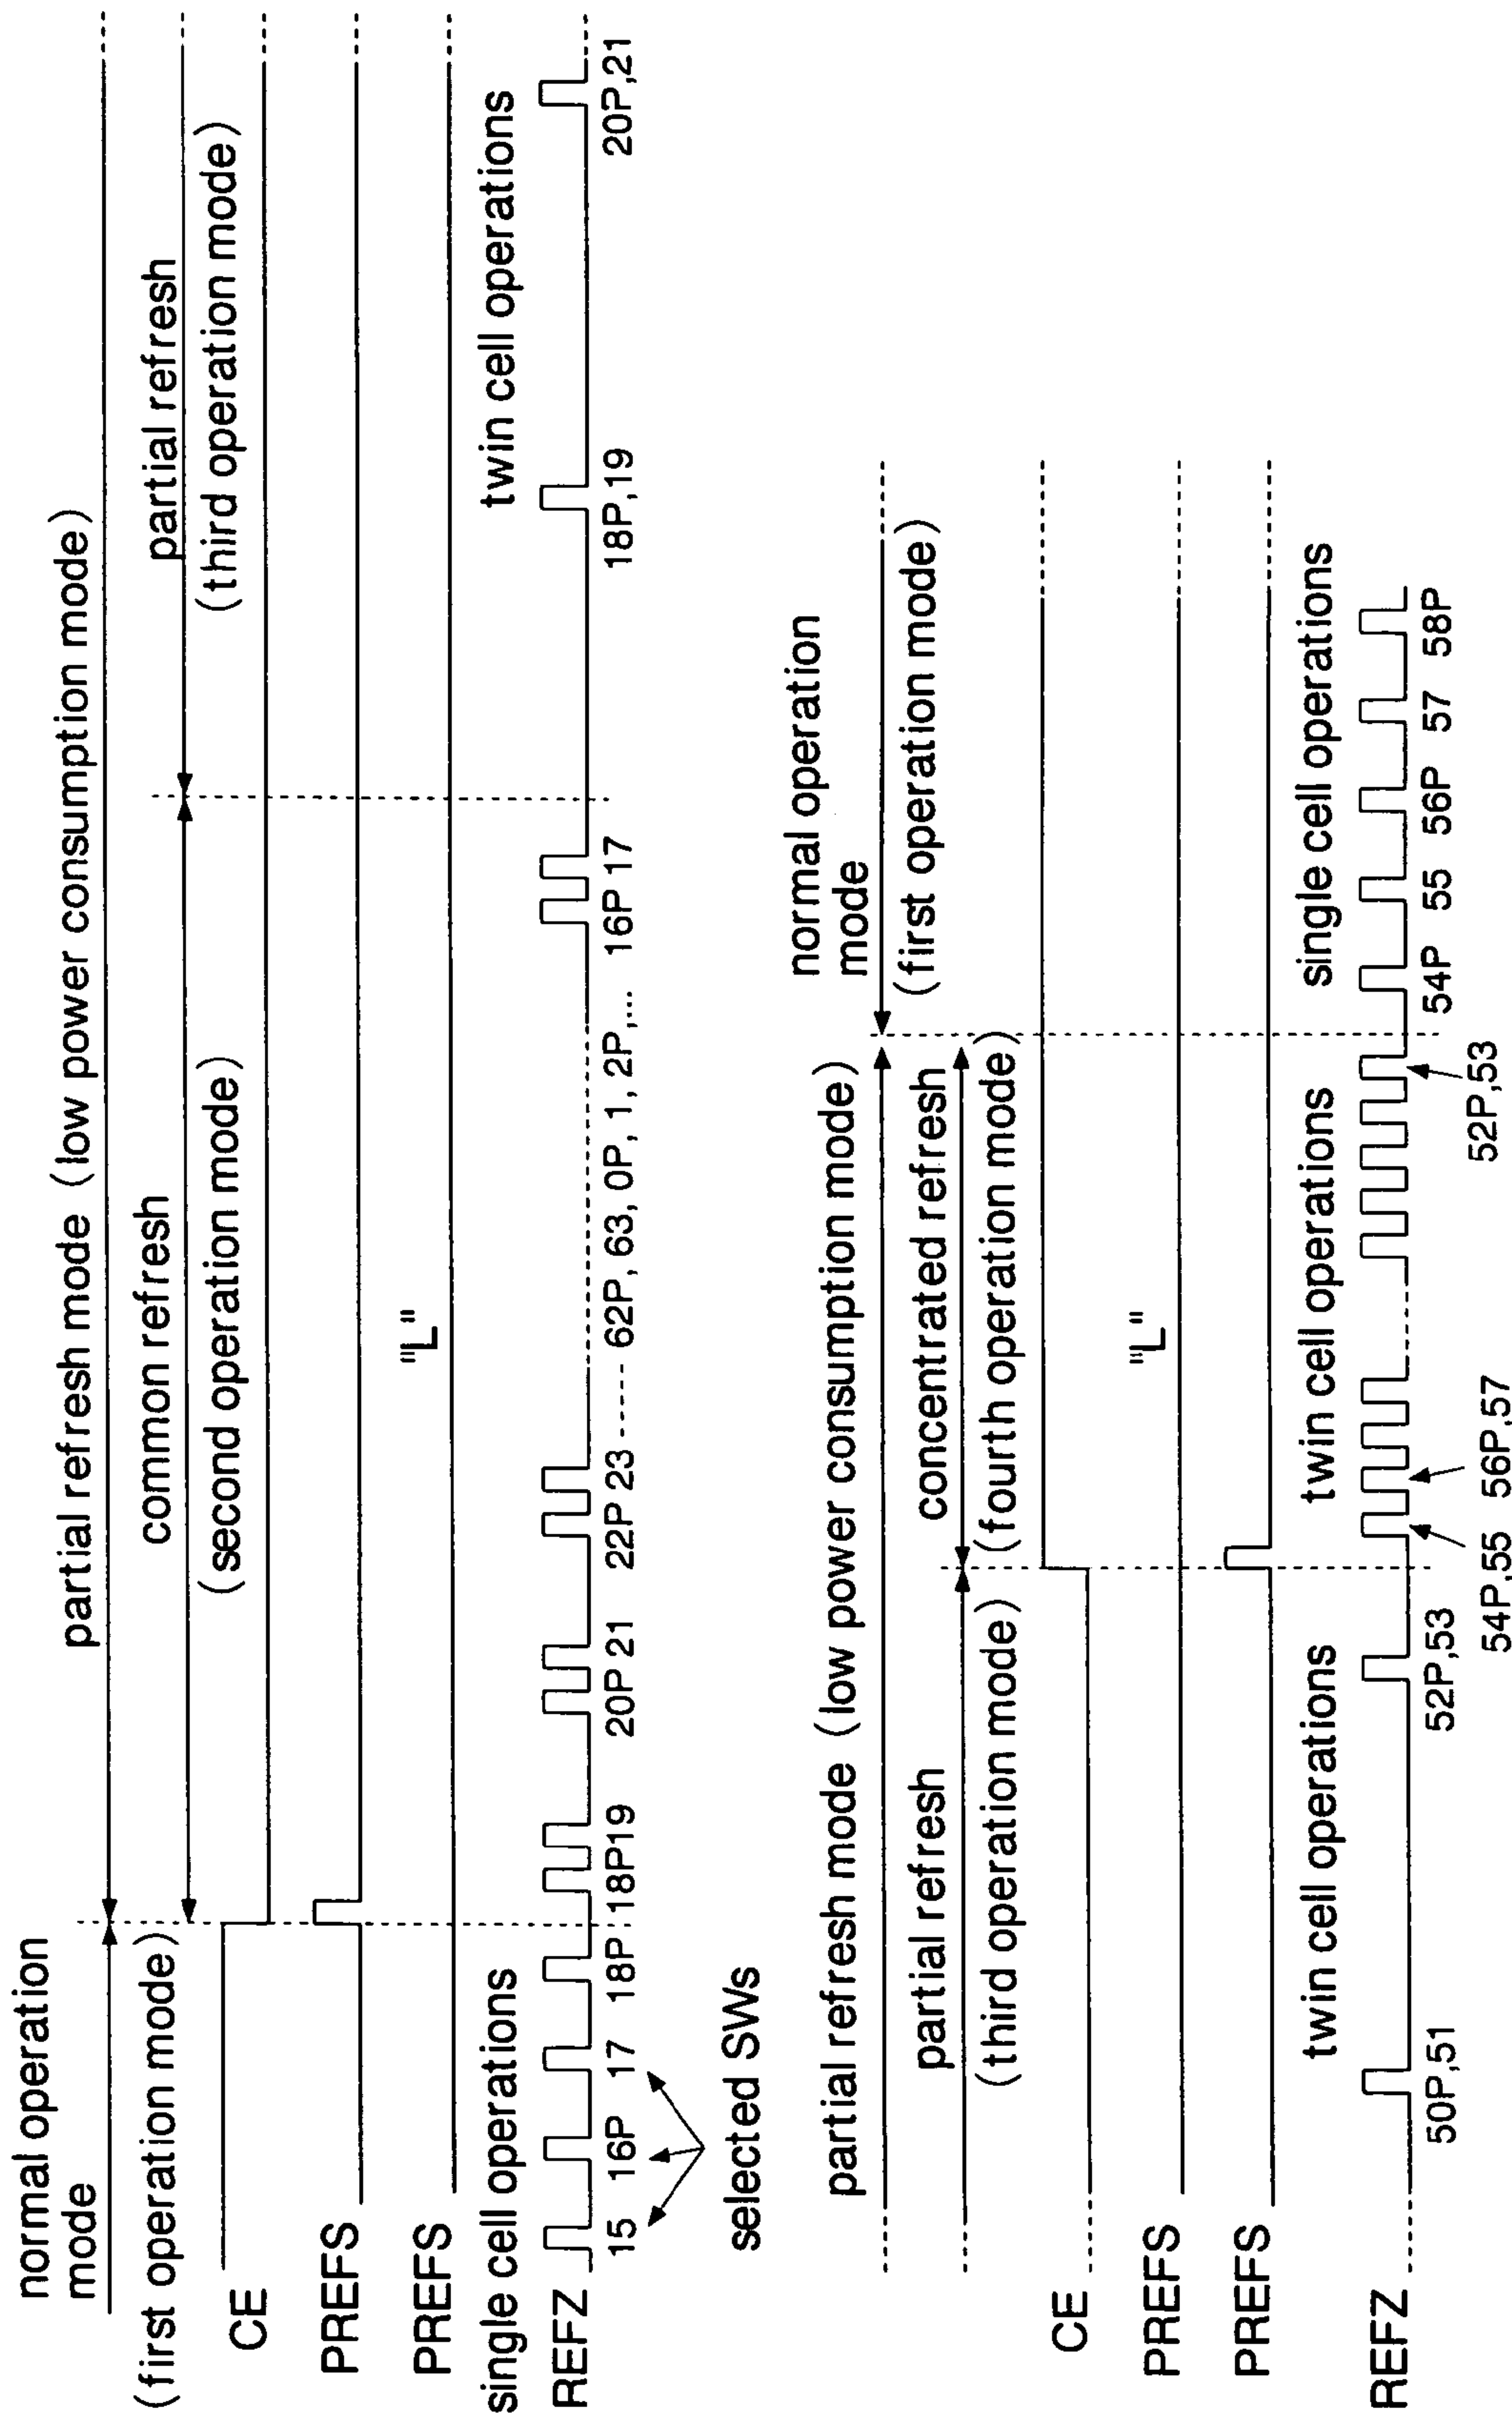 normal operation
mode
(first operation mode)
partial refresh mode (low power consumption mode)
common refresh
(second operation mode)
partial refresh
(third operation mode)
CE
PREFS
PREFS
"L"
single cell operations
twin cell operations
REFZ
15 16P 17 18P 18P19 20P 21 22P 23 ----- 62P, 63, 0P, 1, 2P,... 16P 17 18P,19 20P,21
selected SWs
partial refresh mode (low power consumption mode)
normal operation
mode
(first operation mode)
partial refresh
(third operation mode)
concentrated refresh
(fourth operation mode)
CE
PREFS
"L"
PREFS
twin cell operations
twin cell operations
single cell operations
REFZ
50P,51 52P,53 54P 55 56P 57 58P
54P,55 56P,57 52P,53